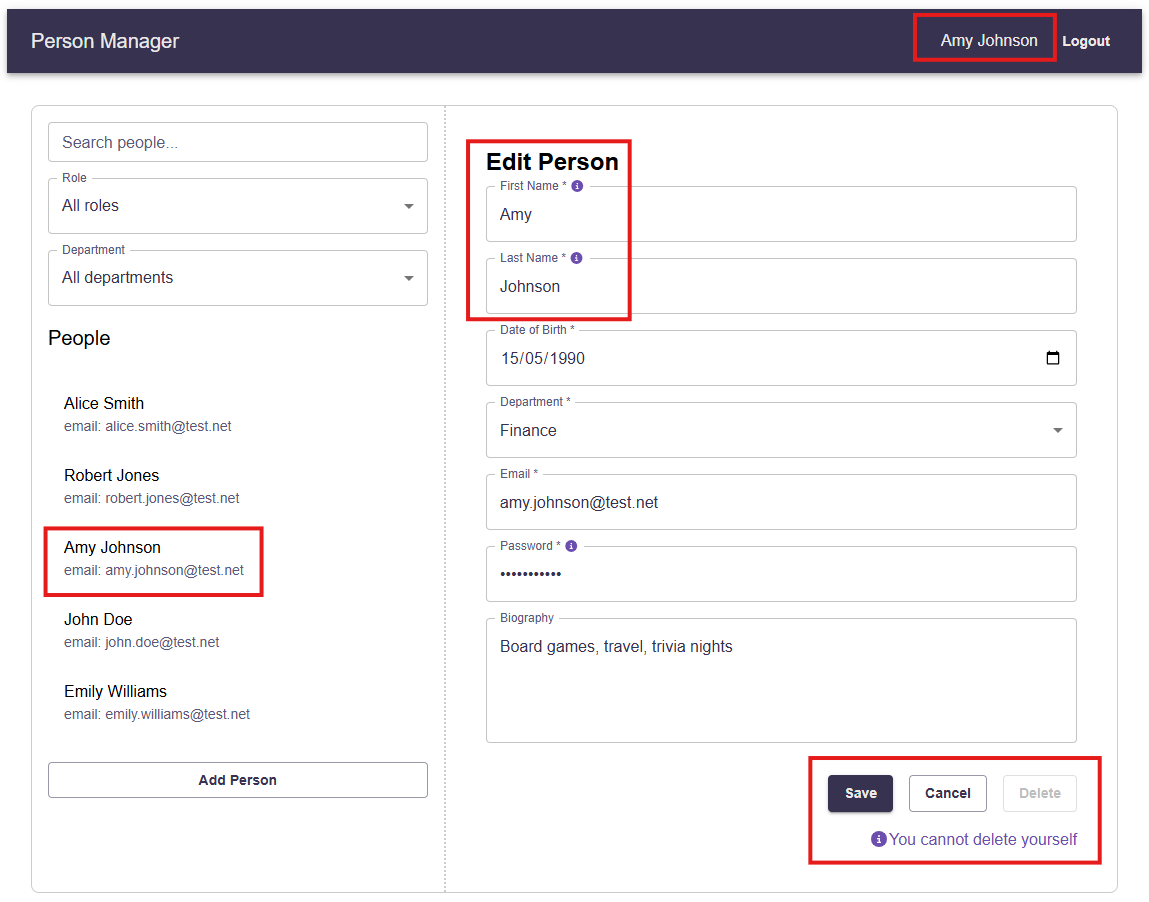 Person Manager
Amy Johnson
Logout
Search people...
Role
All roles
Department
All departments
People
Alice Smith
email: alice.smith@test.net
Robert Jones
email: robert.jones@test.net
Amy Johnson
email: amy.johnson@test.net
John Doe
email: john.doe@test.net
Emily Williams
email: emily.williams@test.net
Add Person
Edit Person
First Name *
Amy
Last Name *
Johnson
Date of Birth *
15/05/1990
Department *
Finance
Email *
amy.johnson@test.net
Password *
•••••••••••
Biography
Board games, travel, trivia nights
Save
Cancel
Delete
You cannot delete yourself